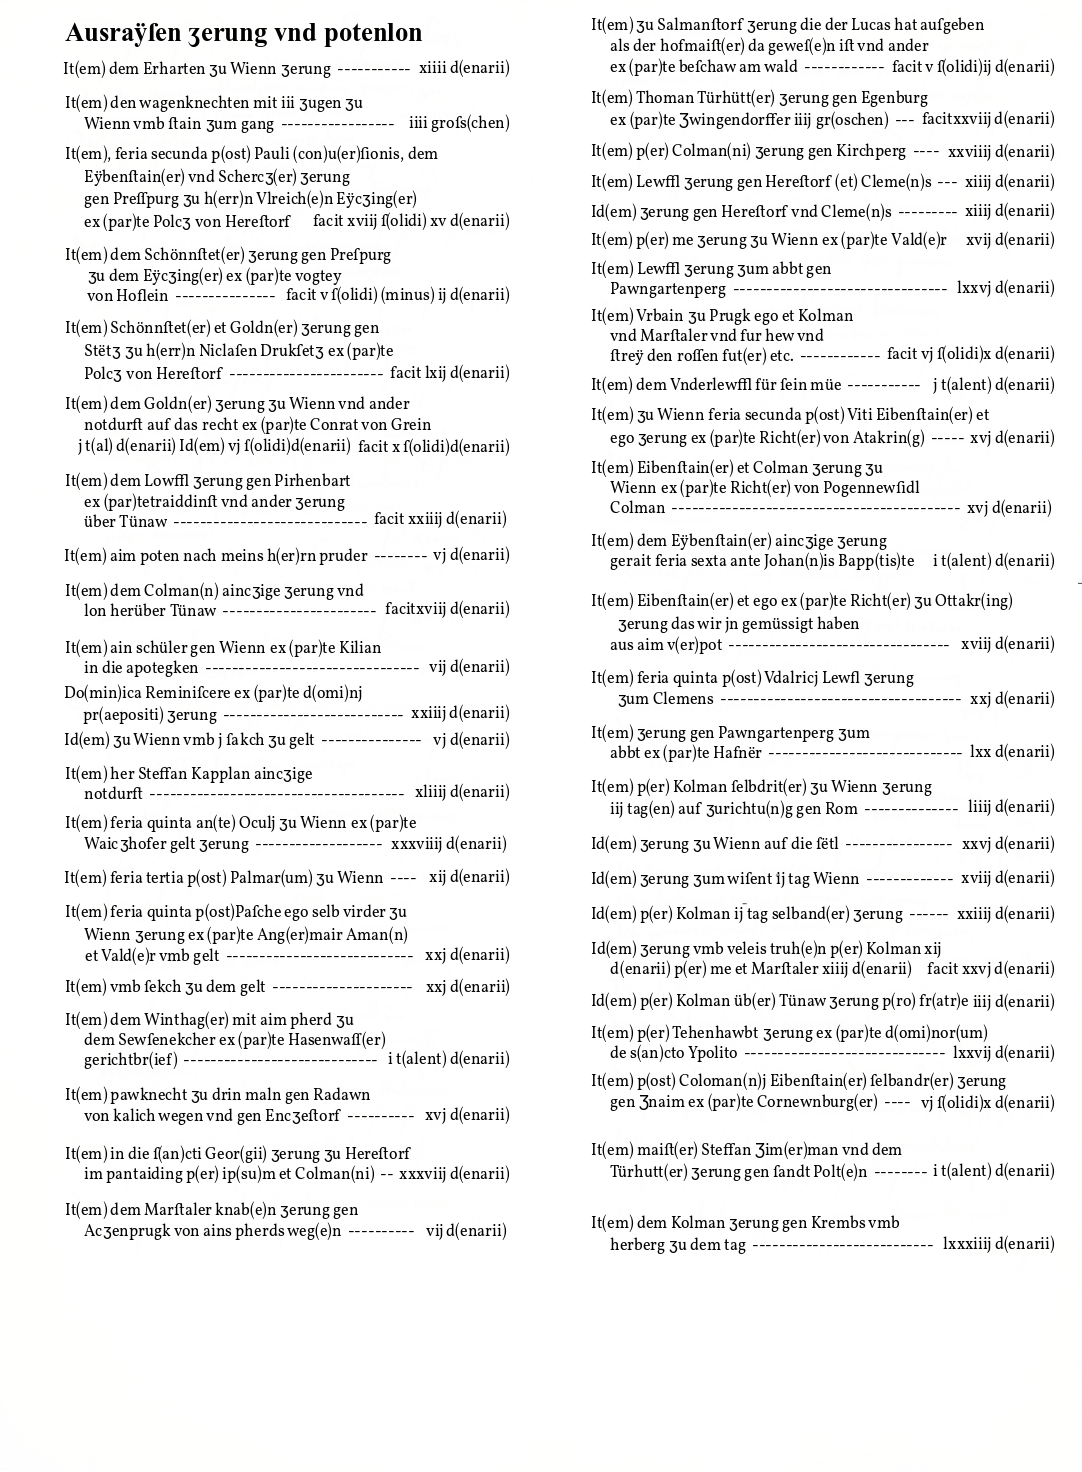 Ausraÿſen ʒerung vnd potenlon
It(em) dem Erharten ʒu Wienn ʒerung ----------- xiiii d(enarii)
It(em) den wagenknechten mit iii ʒugen ʒu
Wienn vmb ſtain ʒum gang ----------------- iiii groſs(chen)
It(em), feria secunda p(ost) Pauli (con)u(er)ſionis, dem
Eÿbenſtain(er) vnd Schercʒ(er) ʒerung
gen Preſſpurg ʒu h(err)n Vlreich(e)n Eÿcʒing(er)
ex (par)te Polcʒ von Hereſtorf facit xviij ſ(olidi) xv d(enarii)
It(em) dem Schönnſtet(er) ʒerung gen Preſpurg
ʒu dem Eÿcʒing(er) ex (par)te vogtey
von Hoflein --------------- facit v ſ(olidi) (minus) ij d(enarii)
It(em) Schönnſtet(er) et Goldn(er) ʒerung gen
Stëtʒ ʒu h(err)n Niclaſen Drukſetʒ ex (par)te
Polcʒ von Hereſtorf ----------------------- facit lxij d(enarii)
It(em) dem Goldn(er) ʒerung ʒu Wienn vnd ander
notdurft auf das recht ex (par)te Conrat von Grein
j t(al) d(enarii) Id(em) vj ſ(olidi)d(enarii) facit x ſ(olidi)d(enarii)
It(em) dem Lowffl ʒerung gen Pirhenbart
ex (par)tetraiddinſt vnd ander ʒerung
über Tünaw ----------------------------- facit xxiiij d(enarii)
It(em) aim poten nach meins h(er)rn pruder -------- vj d(enarii)
It(em) dem Colman(n) aincʒige ʒerung vnd
lon herüber Tünaw ----------------------- facitxviij d(enarii)
It(em) ain schüler gen Wienn ex (par)te Kilian
in die apotegken -------------------------------- vij d(enarii)
Do(min)ica Reminiſcere ex (par)te d(omi)nj
pr(aepositi) ʒerung --------------------------- xxiiij d(enarii)
Id(em) ʒu Wienn vmb j ſakch ʒu gelt --------------- vj d(enarii)
It(em) her Steffan Kapplan aincʒige
notdurft -------------------------------------- xliiij d(enarii)
It(em) feria quinta an(te) Oculj ʒu Wienn ex (par)te
Waicʒhofer gelt ʒerung ------------------- xxxviiij d(enarii)
It(em) feria tertia p(ost) Palmar(um) ʒu Wienn ---- xij d(enarii)
It(em) feria quinta p(ost)Paſche ego selb virder ʒu
Wienn ʒerung ex (par)te Ang(er)mair Aman(n)
et Vald(e)r vmb gelt ---------------------------- xxj d(enarii)
It(em) vmb ſekch ʒu dem gelt --------------------- xxj d(enarii)
It(em) dem Winthag(er) mit aim pherd ʒu
dem Sewſenekcher ex (par)te Hasenwaſſ(er)
gerichtbr(ief) ----------------------------- i t(alent) d(enarii)
It(em) pawknecht ʒu drin maln gen Radawn
von kalich wegen vnd gen Encʒeſtorf ---------- xvj d(enarii)
It(em) in die ſ(an)cti Geor(gii) ʒerung ʒu Hereſtorf
im pantaiding p(er) ip(su)m et Colman(ni) -- xxxviij d(enarii)
It(em) dem Marſtaler knab(e)n ʒerung gen
Acʒenprugk von ains pherds weg(e)n ---------- vij d(enarii)
It(em) ʒu Salmanſtorf ʒerung die der Lucas hat auſgeben
als der hofmaiſt(er) da geweſ(e)n iſt vnd ander
ex (par)te beſchaw am wald ------------ facit v ſ(olidi)ij d(enarii)
It(em) Thoman Türhütt(er) ʒerung gen Egenburg
ex (par)te Ʒwingendorffer iiij gr(oschen) --- facitxxviij d(enarii)
It(em) p(er) Colman(ni) ʒerung gen Kirchperg ---- xxviiij d(enarii)
It(em) Lewffl ʒerung gen Hereſtorf (et) Cleme(n)s --- xiiij d(enarii)
Id(em) ʒerung gen Hereſtorf vnd Cleme(n)s --------- xiiij d(enarii)
It(em) p(er) me ʒerung ʒu Wienn ex (par)te Vald(e)r xvij d(enarii)
It(em) Lewffl ʒerung ʒum abbt gen
Pawngartenperg -------------------------------- lxxvj d(enarii)
It(em) Vrbain ʒu Prugk ego et Kolman
vnd Marſtaler vnd fur hew vnd
ſtreÿ den roſſen fut(er) etc. ------------ facit vj ſ(olidi)x d(enarii)
It(em) dem Vnderlewffl für ſein müe ----------- j t(alent) d(enarii)
It(em) ʒu Wienn feria secunda p(ost) Viti Eibenſtain(er) et
ego ʒerung ex (par)te Richt(er) von Atakrin(g) ----- xvj d(enarii)
It(em) Eibenſtain(er) et Colman ʒerung ʒu
Wienn ex (par)te Richt(er) von Pogennewſidl
Colman ------------------------------------------- xvj d(enarii)
It(em) dem Eÿbenſtain(er) aincʒige ʒerung
gerait feria sexta ante Johan(n)is Bapp(tis)te i t(alent) d(enarii)
It(em) Eibenſtain(er) et ego ex (par)te Richt(er) ʒu Ottakr(ing)
ʒerung das wir jn gemüssigt haben
aus aim v(er)pot --------------------------------- xviij d(enarii)
It(em) feria quinta p(ost) Vdalricj Lewfl ʒerung
ʒum Clemens ------------------------------------ xxj d(enarii)
It(em) ʒerung gen Pawngartenperg ʒum
abbt ex (par)te Hafnër ----------------------------- lxx d(enarii)
It(em) p(er) Kolman ſelbdrit(er) ʒu Wienn ʒerung
iij tag(en) auf ʒurichtu(n)g gen Rom -------------- liiij d(enarii)
Id(em) ʒerung ʒu Wienn auf die ſëtl ---------------- xxvj d(enarii)
Id(em) ʒerung ʒum wiſent îj tag Wienn ------------- xviij d(enarii)
Id(em) p(er) Kolman ij̄ tag selband(er) ʒerung ------ xxiiij d(enarii)
Id(em) ʒerung vmb veleis truh(e)n p(er) Kolman xij
d(enarii) p(er) me et Marſtaler xiiij d(enarii) facit xxvj d(enarii)
Id(em) p(er) Kolman üb(er) Tünaw ʒerung p(ro) fr(atr)e iiij d(enarii)
It(em) p(er) Tehenhawbt ʒerung ex (par)te d(omi)nor(um)
de s(an)cto Ypolito ------------------------------ lxxvij d(enarii)
It(em) p(ost) Coloman(n)j Eibenſtain(er) ſelbandr(er) ʒerung
gen Ʒnaim ex (par)te Cornewnburg(er) ---- vj ſ(olidi)x d(enarii)
It(em) maiſt(er) Steffan Ʒim(er)man vnd dem
Türhutt(er) ʒerung gen ſandt Polt(e)n -------- i t(alent) d(enarii)
It(em) dem Kolman ʒerung gen Krembs vmb
herberg ʒu dem tag --------------------------- lxxxiiij d(enarii)